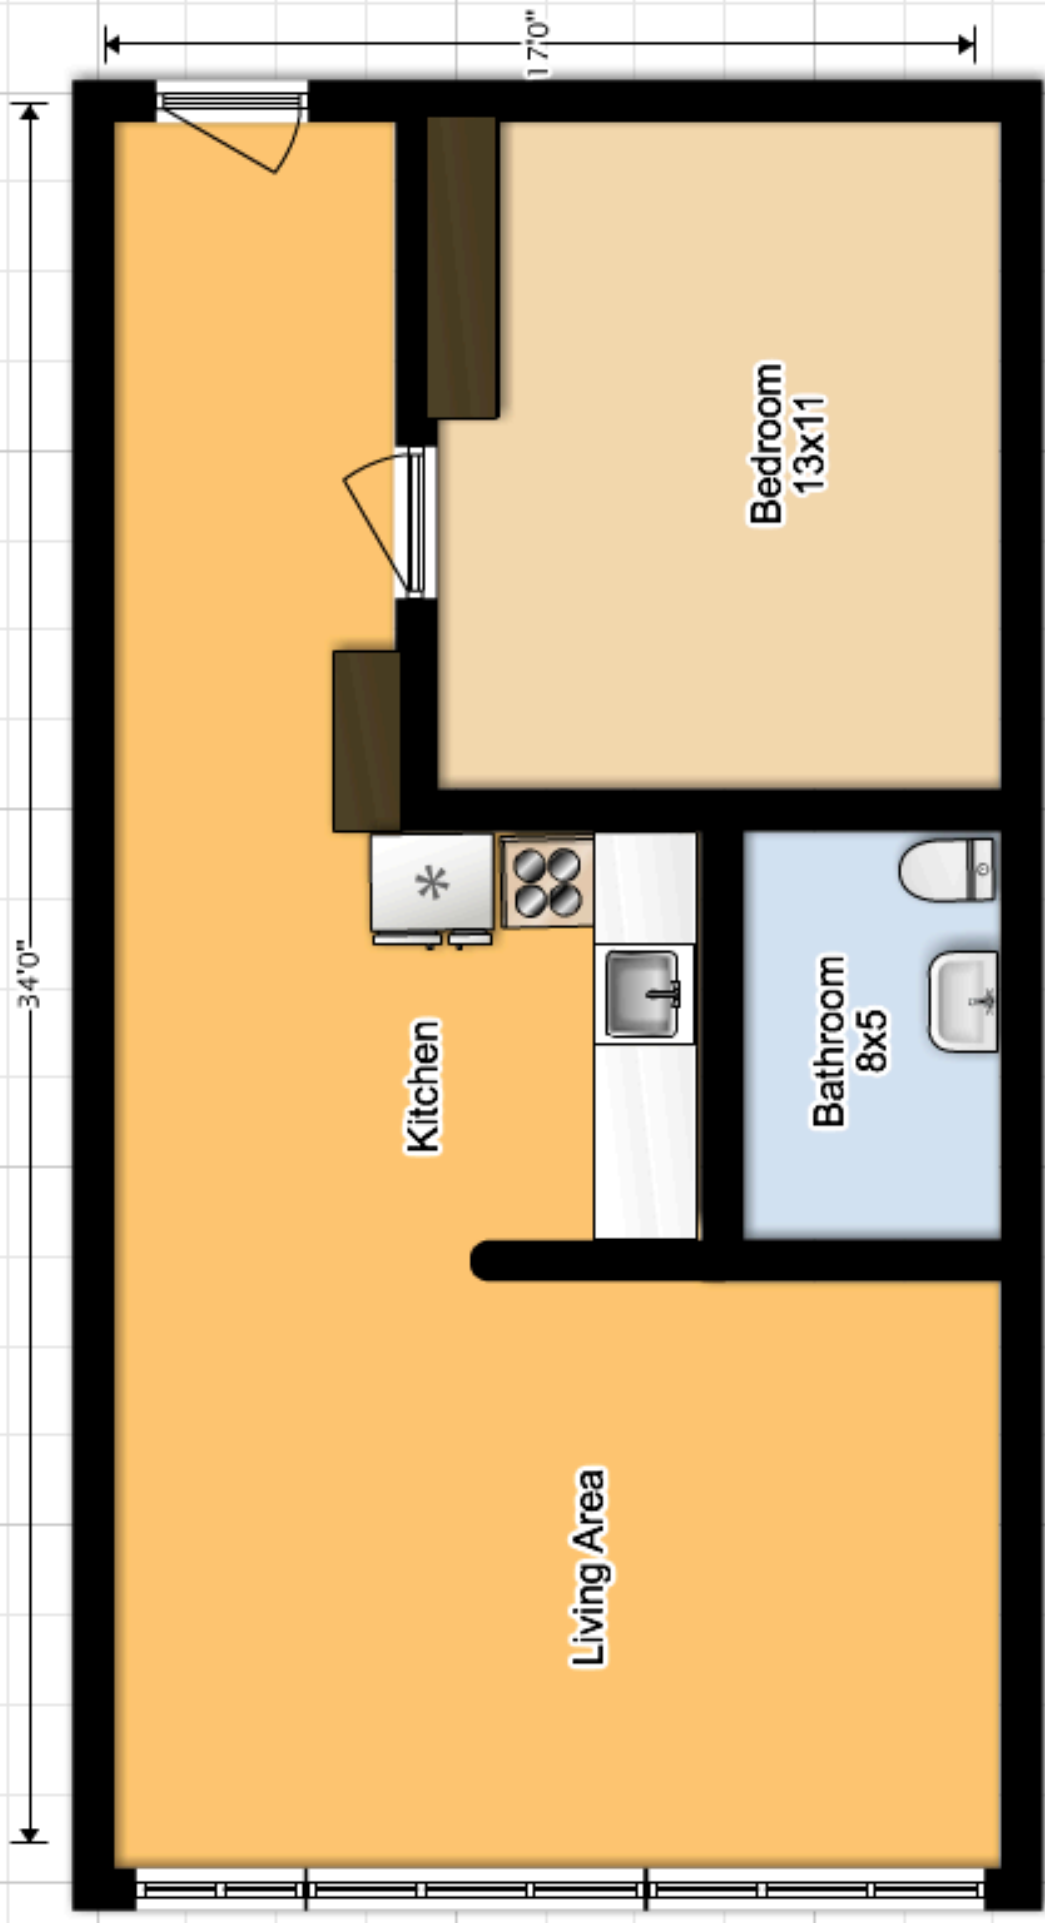 17'0"
34'0"
Bedroom
13x11
Bathroom
8x5
Kitchen
Living Area